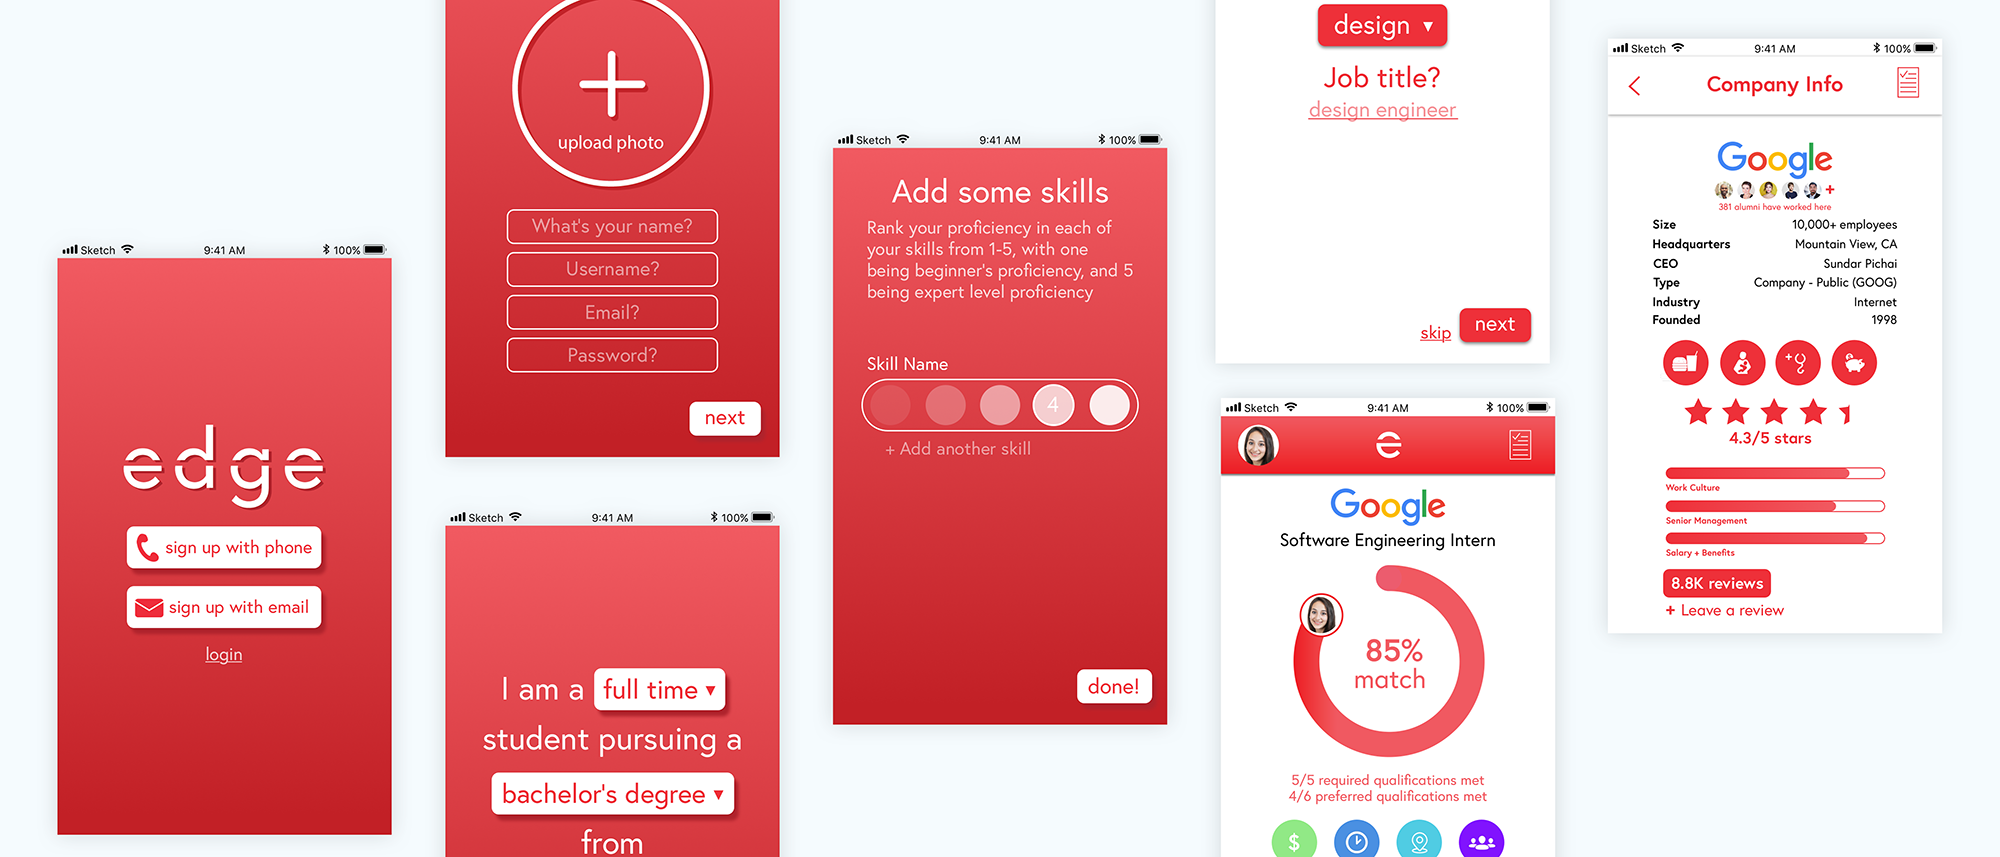 Sketch 9:41 AM 100%
edge
sign up with phone
sign up with email
login
upload photo
What's your name?
Username?
Email?
Password?
next
Sketch 9:41 AM 100%
I am a full time ▾
student pursuing a
bachelor's degree ▾
from
Sketch 9:41 AM 100%
Add some skills
Rank your proficiency in each of
your skills from 1-5, with one
being beginner's proficiency, and 5
being expert level proficiency
Skill Name
4
+ Add another skill
done!
design ▾
Job title?
design engineer
skip next
Sketch 9:41 AM 100%
e
Google
Software Engineering Intern
85%
match
5/5 required qualifications met
4/6 preferred qualifications met
$
Sketch 9:41 AM 100%
Company Info
Google
+
381 alumni have worked here
Size 10,000+ employees
Headquarters Mountain View, CA
CEO Sundar Pichai
Type Company - Public (GOOG)
Industry Internet
Founded 1998
4.3/5 stars
Work Culture
Senior Management
Salary + Benefits
8.8K reviews
+ Leave a review